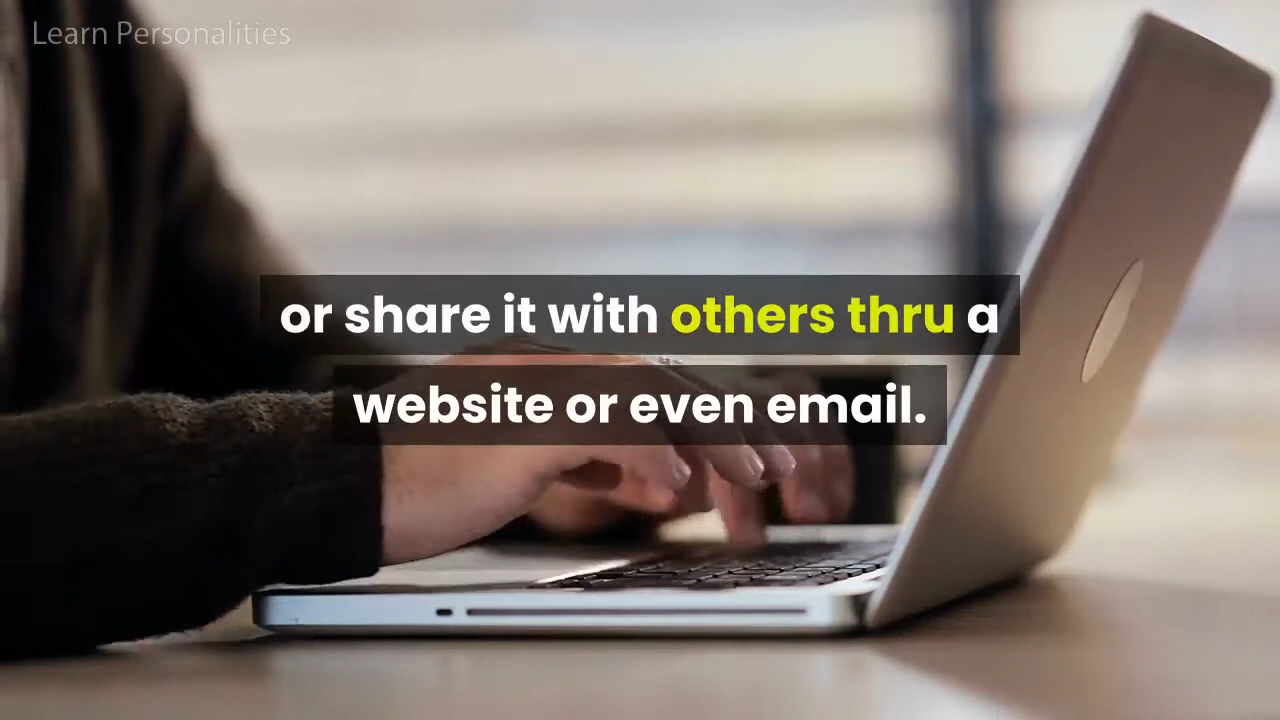 Learn Personalities
or share it with others thru a
website or even email.